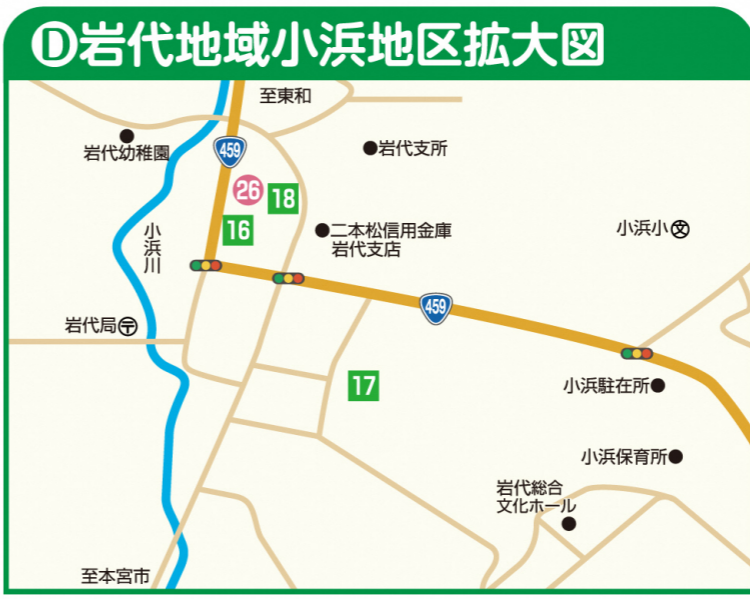 D岩代地域小浜地区拡大図
至東和
岩代幼稚園
459
岩代支所
26
18
16
小浜川
二本松信用金庫
岩代支店
小浜小文
459
岩代局〒
17
小浜駐在所
小浜保育所
岩代総合
文化ホール
至本宮市